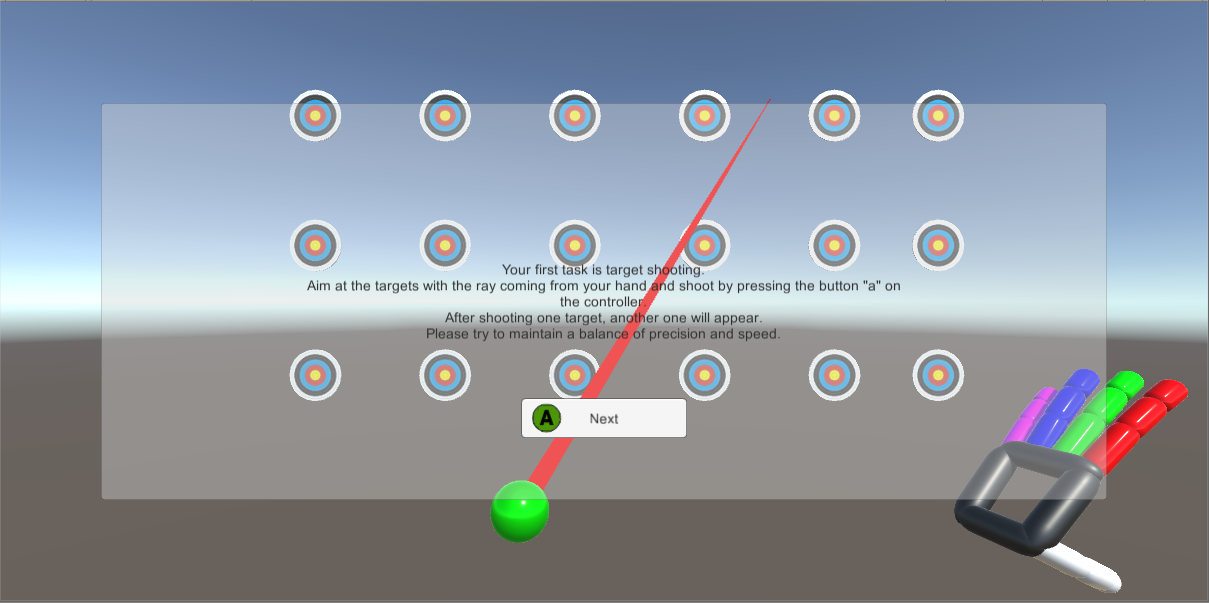 Your first task is target shooting.
Aim at the targets with the ray coming from your hand and shoot by pressing the button "a" on
the controller.
After shooting one target, another one will appear.
Please try to maintain a balance of precision and speed.
A Next